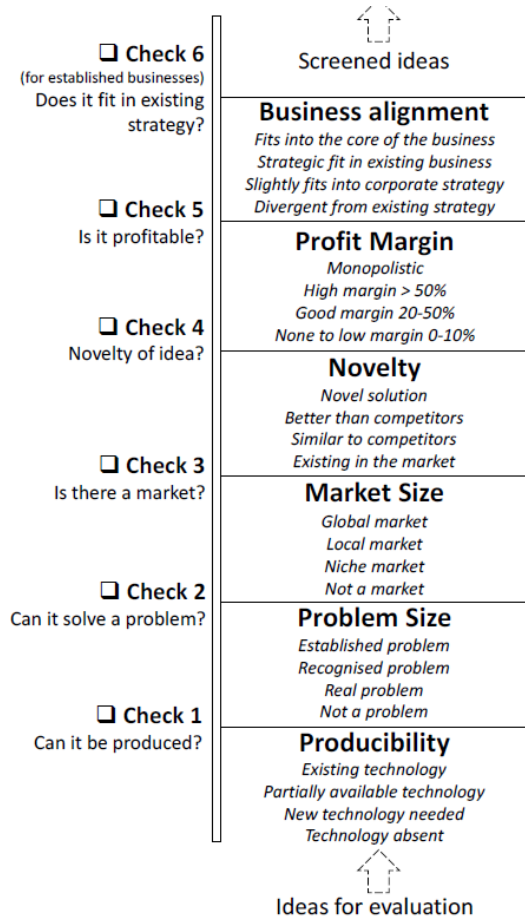 ❑ Check 6
(for established businesses)
Does it fit in existing
strategy?
❑ Check 5
Is it profitable?
❑ Check 4
Novelty of idea?
❑ Check 3
Is there a market?
❑ Check 2
Can it solve a problem?
❑ Check 1
Can it be produced?
Screened ideas
Business alignment
Fits into the core of the business
Strategic fit in existing business
Slightly fits into corporate strategy
Divergent from existing strategy
Profit Margin
Monopolistic
High margin > 50%
Good margin 20-50%
None to low margin 0-10%
Novelty
Novel solution
Better than competitors
Similar to competitors
Existing in the market
Market Size
Global market
Local market
Niche market
Not a market
Problem Size
Established problem
Recognised problem
Real problem
Not a problem
Producibility
Existing technology
Partially available technology
New technology needed
Technology absent
Ideas for evaluation